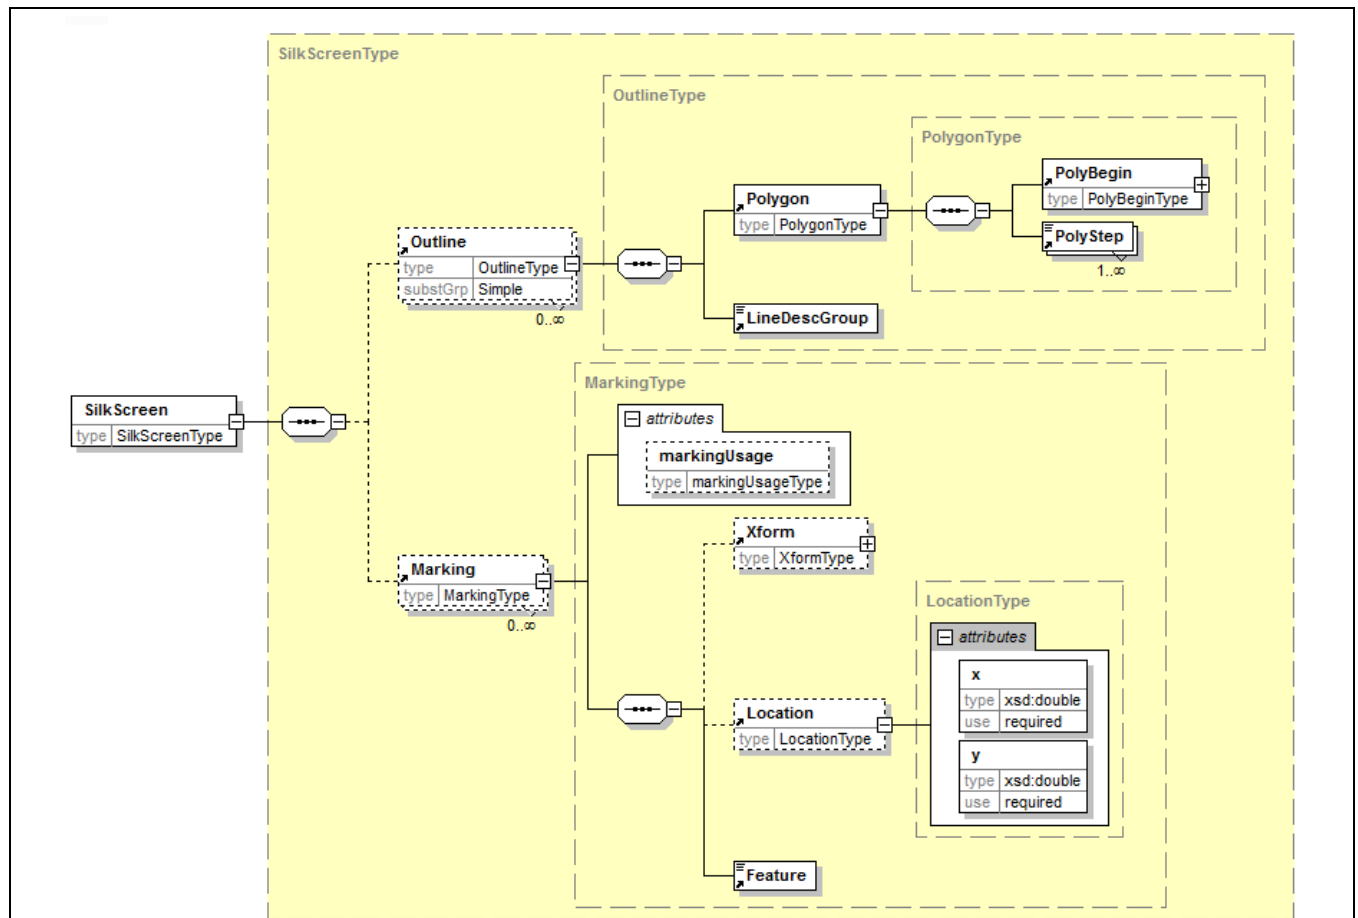 SilkScreenType
OutlineType
PolygonType
PolyBegin
type PolyBeginType
Polygon
type PolygonType
PolyStep
1..∞
Outline
type OutlineType
substGrp Simple
0..∞
LineDescGroup
MarkingType
SilkScreen
type SilkScreenType
attributes
markingUsage
type markingUsageType
Xform
type XformType
Marking
type MarkingType
0..∞
LocationType
attributes
x
type xsd:double
use required
Location
type LocationType
y
type xsd:double
use required
Feature